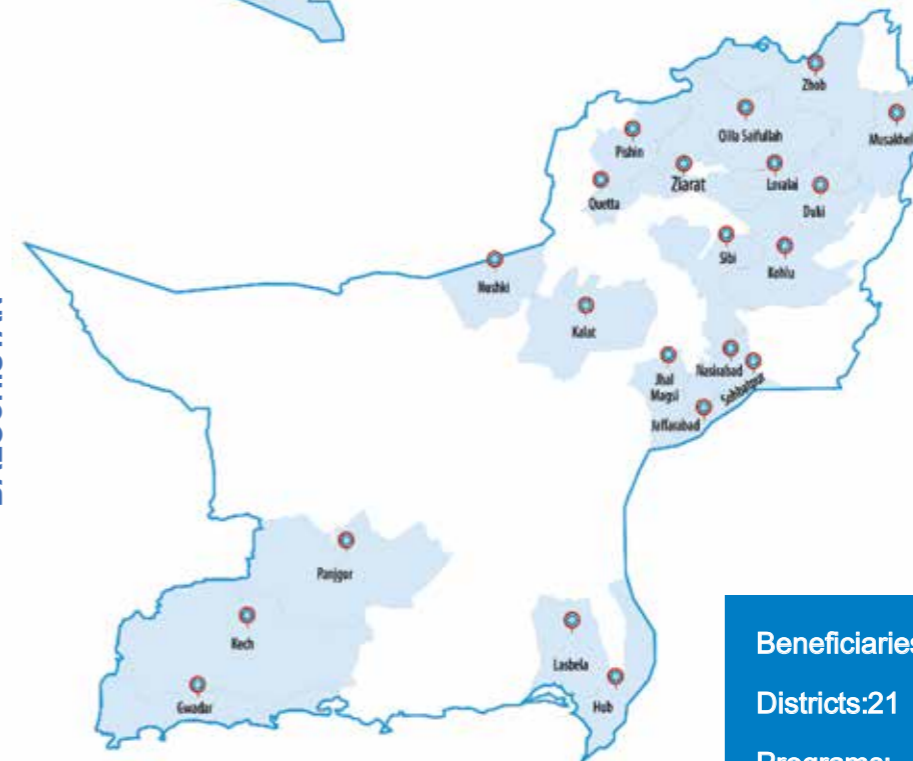 Zhob
Qilla Saifullah
Musakhel
Pishin
Ziarat
Loralai
Quetta
Duki
Sibi
Kohlu
Nushki
Kalat
Nasirabad
Sohbatpur
Jhal
Magsi
Jaffarabad
Panjgur
Kech
Lasbela
Gwadar
Hub
Beneficiaries
Districts:21